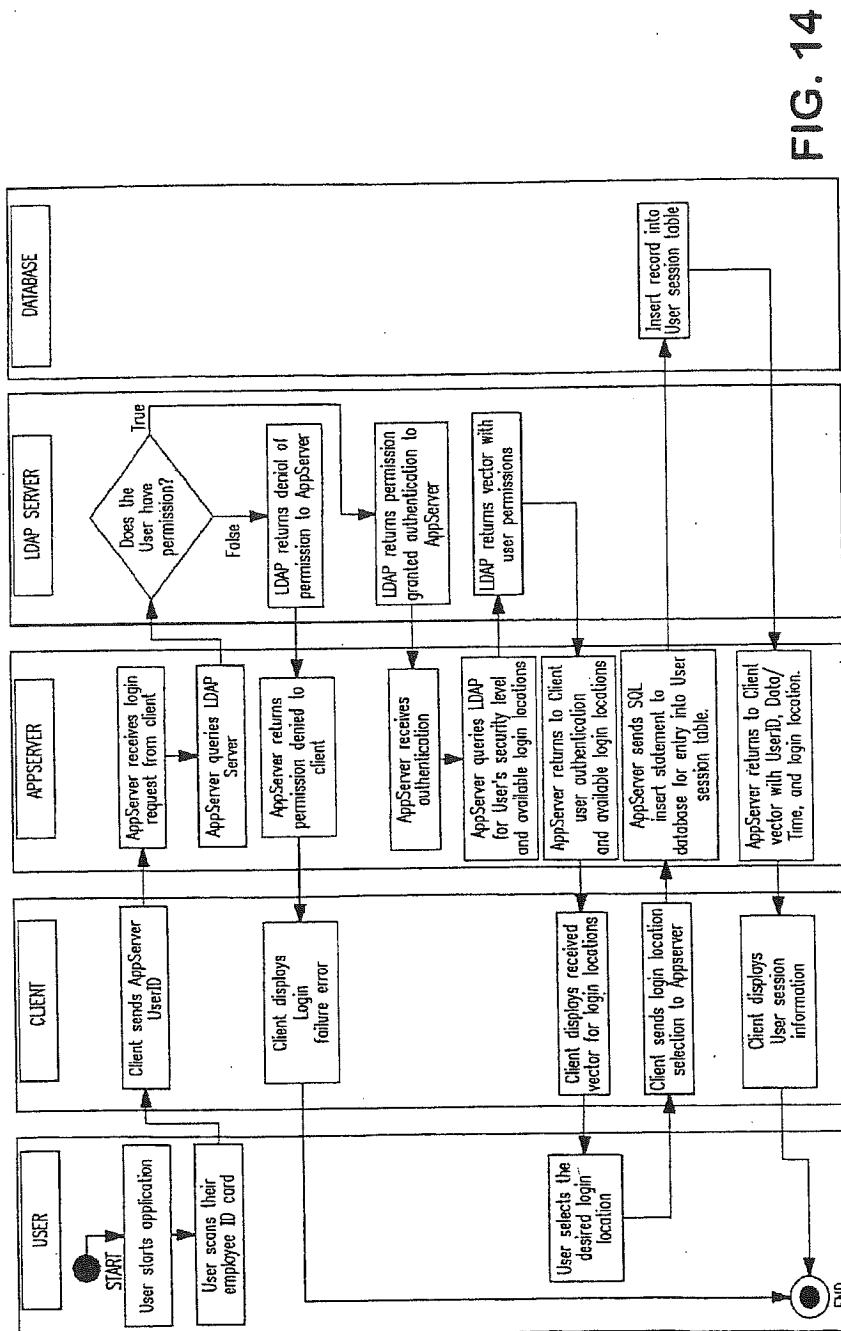 USER
START
User starts application
User scans their
employee ID card
User selects the
desired login
location
END
CLIENT
Client sends AppServer
UserID
Client displays
Login
failure error
Client displays received
vector for login locations
Client sends login location
selection to Appserver
Client displays
User session
information
APPSERVER
AppServer receives login
request from client
AppServer queries LDAP
Server
AppServer returns
permission denied to
client
AppServer receives
authentication
AppServer queries LDAP
for User's security level
and available login locations
AppServer returns to Client
user authentication
and available login locations
AppServer sends SQL
insert statement to
database for entry into User
session table.
AppServer returns to Client
vector with UserID, Data/
Time, and login location.
LDAP SERVER
Does the
User have
permission?
True
False
LDAP returns denial of
permission to AppServer
LDAP returns permission
granted authentication to
AppServer
LDAP returns vector with
user permissions
DATABASE
Insert record into
User session table
FIG. 14